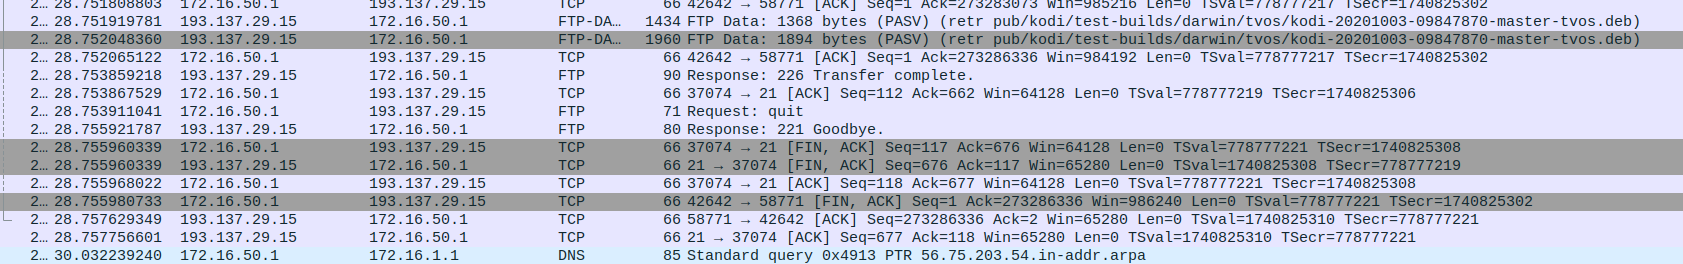 2… 28.751808803 172.16.50.1 193.137.29.15 TCP 66 42642 → 58771 [ACK] Seq=1 Ack=273283073 Win=985216 Len=0 TSval=778777217 TSecr=1740825302
2… 28.751919781 193.137.29.15 172.16.50.1 FTP-DA… 1434 FTP Data: 1368 bytes (PASV) (retr pub/kodi/test-builds/darwin/tvos/kodi-20201003-09847870-master-tvos.deb)
2… 28.752048360 193.137.29.15 172.16.50.1 FTP-DA… 1960 FTP Data: 1894 bytes (PASV) (retr pub/kodi/test-builds/darwin/tvos/kodi-20201003-09847870-master-tvos.deb)
2… 28.752065122 172.16.50.1 193.137.29.15 TCP 66 42642 → 58771 [ACK] Seq=1 Ack=273286336 Win=984192 Len=0 TSval=778777217 TSecr=1740825302
2… 28.753859218 193.137.29.15 172.16.50.1 FTP 90 Response: 226 Transfer complete.
2… 28.753867529 172.16.50.1 193.137.29.15 TCP 66 37074 → 21 [ACK] Seq=112 Ack=662 Win=64128 Len=0 TSval=778777219 TSecr=1740825306
2… 28.753911041 172.16.50.1 193.137.29.15 FTP 71 Request: quit
2… 28.755921787 193.137.29.15 172.16.50.1 FTP 80 Response: 221 Goodbye.
2… 28.755960339 172.16.50.1 193.137.29.15 TCP 66 37074 → 21 [FIN, ACK] Seq=117 Ack=676 Win=64128 Len=0 TSval=778777221 TSecr=1740825308
2… 28.755960339 193.137.29.15 172.16.50.1 TCP 66 21 → 37074 [FIN, ACK] Seq=676 Ack=117 Win=65280 Len=0 TSval=1740825308 TSecr=778777219
2… 28.755968022 172.16.50.1 193.137.29.15 TCP 66 37074 → 21 [ACK] Seq=118 Ack=677 Win=64128 Len=0 TSval=778777221 TSecr=1740825308
2… 28.755980733 172.16.50.1 193.137.29.15 TCP 66 42642 → 58771 [FIN, ACK] Seq=1 Ack=273286336 Win=986240 Len=0 TSval=778777221 TSecr=1740825302
2… 28.757629349 193.137.29.15 172.16.50.1 TCP 66 58771 → 42642 [ACK] Seq=273286336 Ack=2 Win=65280 Len=0 TSval=1740825310 TSecr=778777221
2… 28.757756601 193.137.29.15 172.16.50.1 TCP 66 21 → 37074 [ACK] Seq=677 Ack=118 Win=65280 Len=0 TSval=1740825310 TSecr=778777221
2… 30.032239240 172.16.50.1 172.16.1.1 DNS 85 Standard query 0x4913 PTR 56.75.203.54.in-addr.arpa